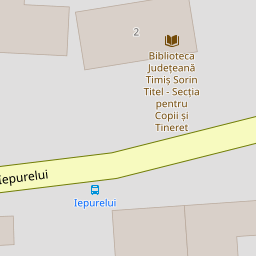 2
Biblioteca
Județeană
Timiș Sorin
Titel - Secția
pentru
Copii și
Tineret
Iepurelui
Iepurelui